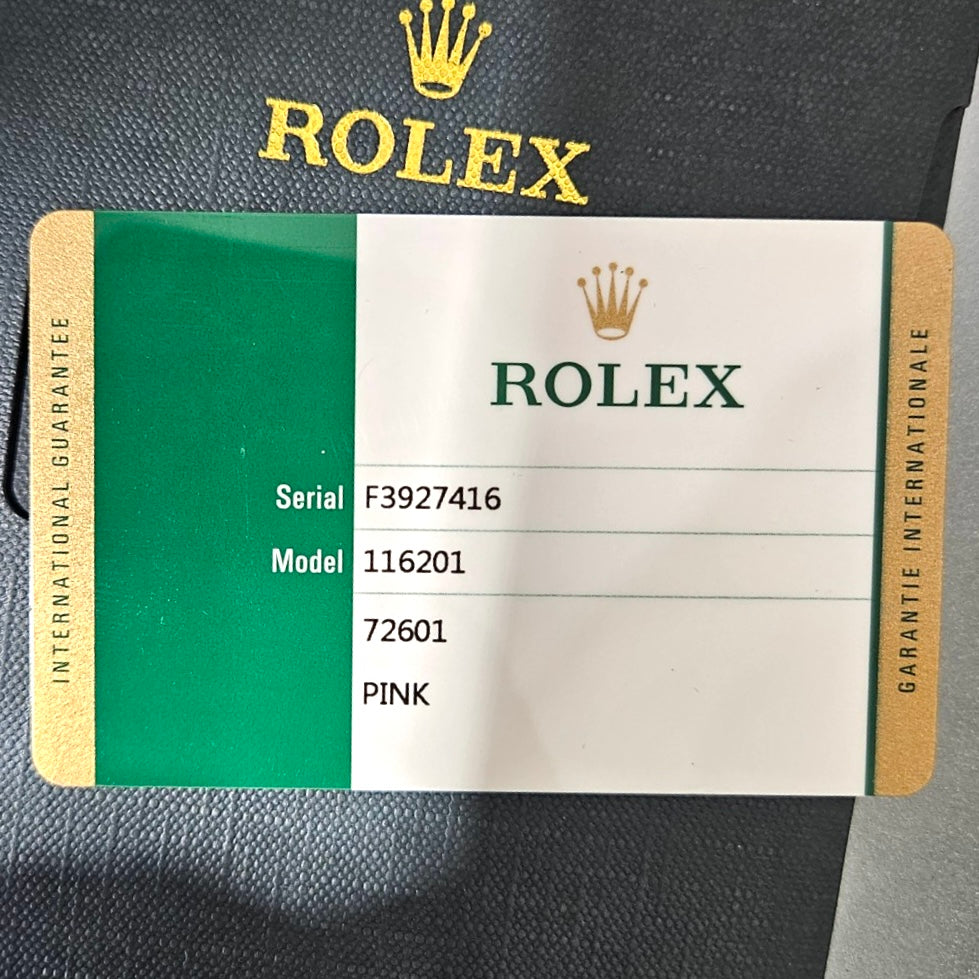 ROLEX
ROLEX
INTERNATIONAL GUARANTEE
Serial F3927416
Model 116201
72601
PINK
GARANTIE INTERNATIONALE